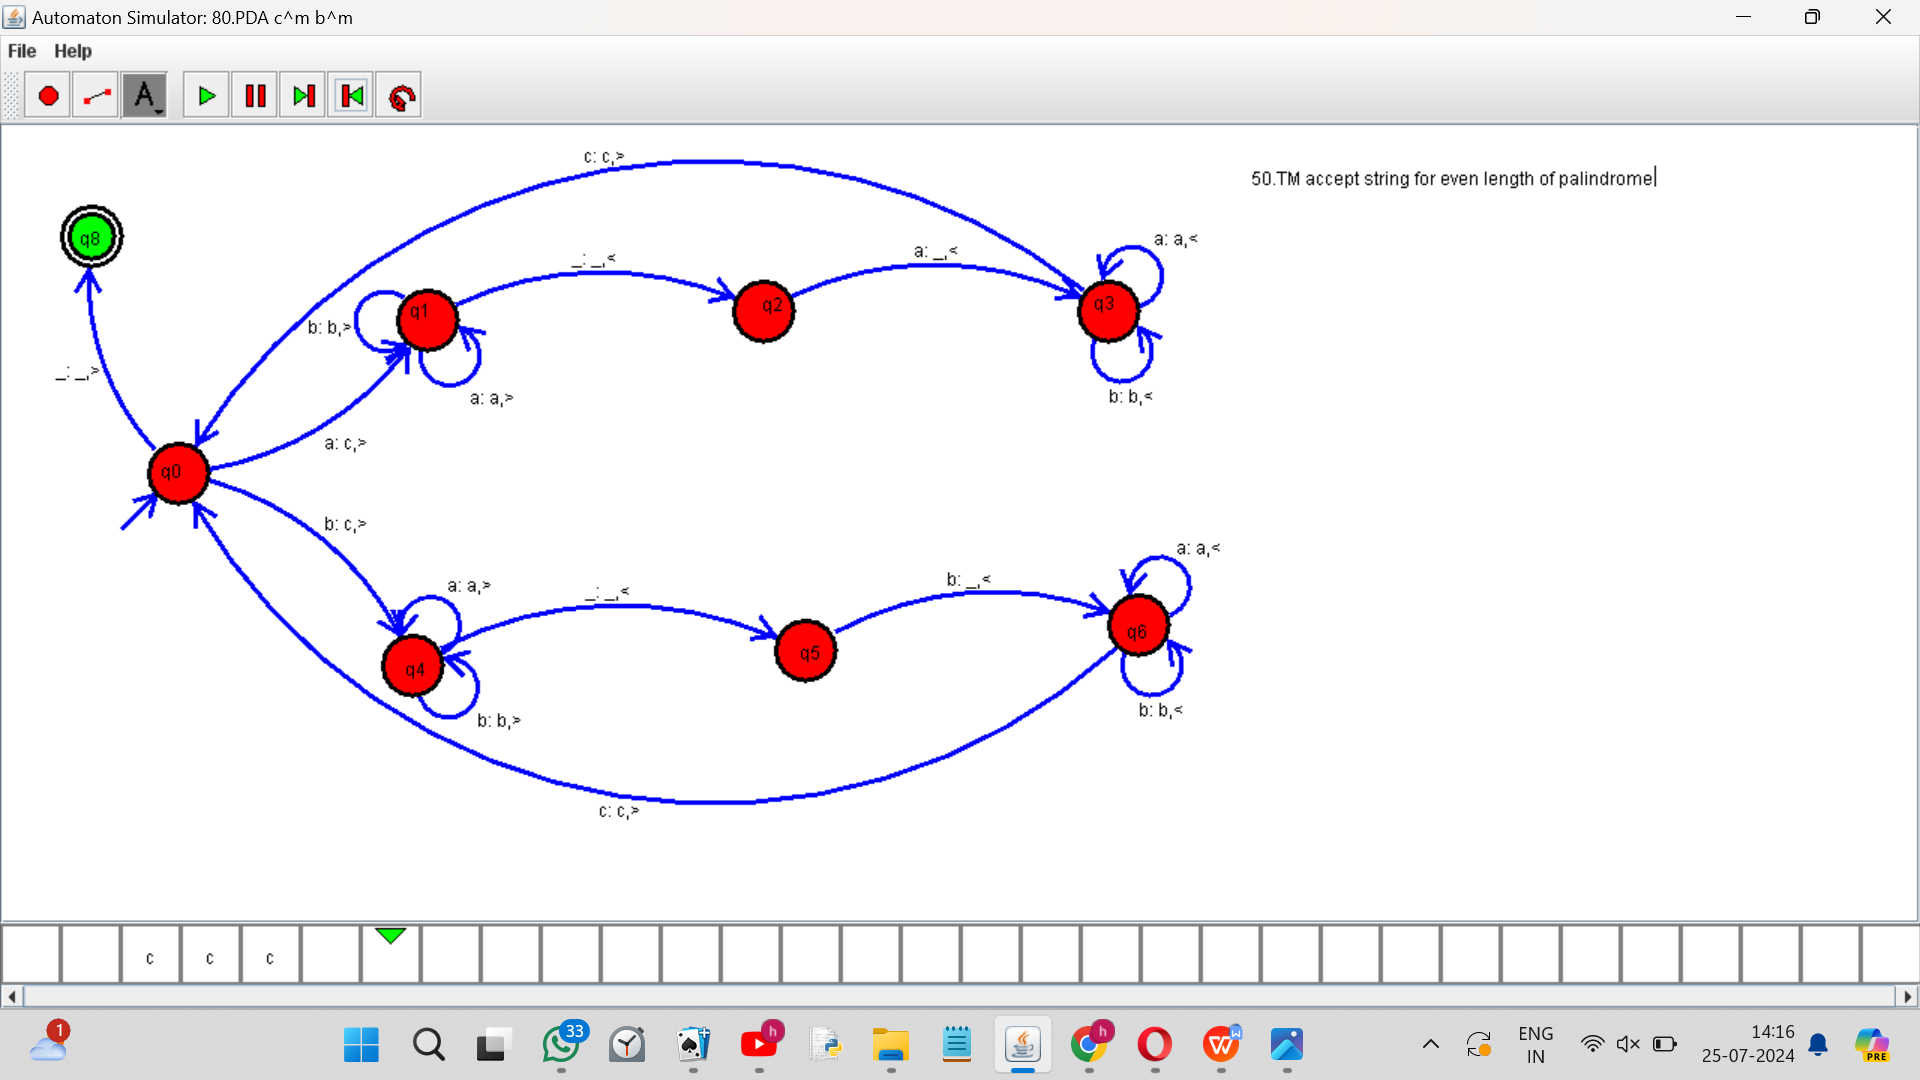 Automaton Simulator: 80.PDA c^m b^m
File Help
A
c: c,>
50.TM accept string for even length of palindrome
q8
a: a,<
_: _,<
a: _,<
q1
q2
q3
b: b,>
_: _,>
a: a,>
b: b,<
a: c,>
q0
b: c,>
a: a,<
a: a,>
_: _,<
b: _,<
q4
q5
q6
b: b,>
b: b,<
c: c,>
c c c
1
33
h
h
W
ENG
IN
14:16
25-07-2024
PRE